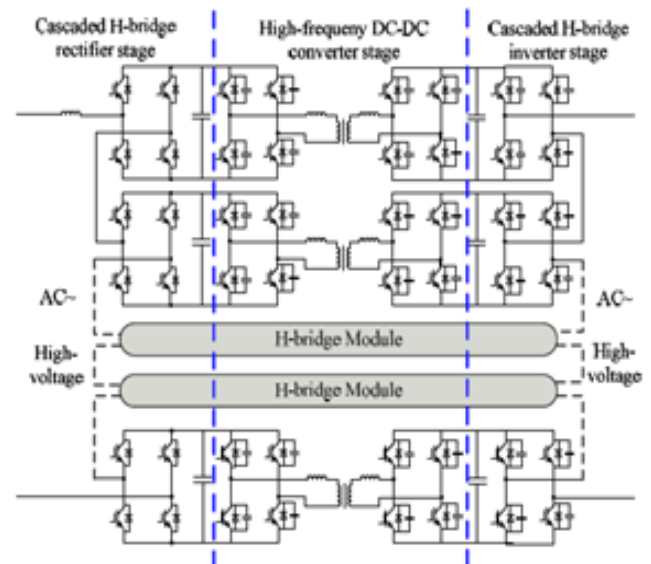 Cascaded H-bridge
rectifier stage
High-frequeny DC-DC
converter stage
Cascaded H-bridge
inverter stage
AC~
AC~
H-bridge Module
High-
voltage
High-
voltage
H-bridge Module